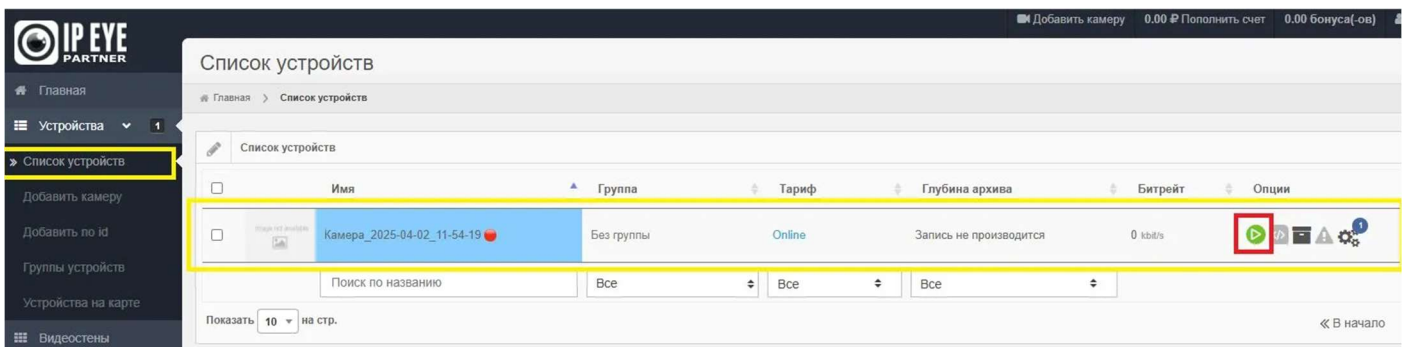 IP EYE
PARTNER
Добавить камеру 0.00 ₽ Пополнить счет 0.00 бонуса(-ов)
Список устройств
Главная
Главная > Список устройств
Устройства 1
Список устройств
» Список устройств
Имя Группа Тариф Глубина архива Битрейт Опции
Добавить камеру
image not available
Камера_2025-04-02_11-54-19 Без группы Online Запись не производится 0 kbit/s </> 1
Добавить по id
Группы устройств
Поиск по названию Все Все Все
Устройства на карте
Показать 10 на стр.
« В начало
Видеостены